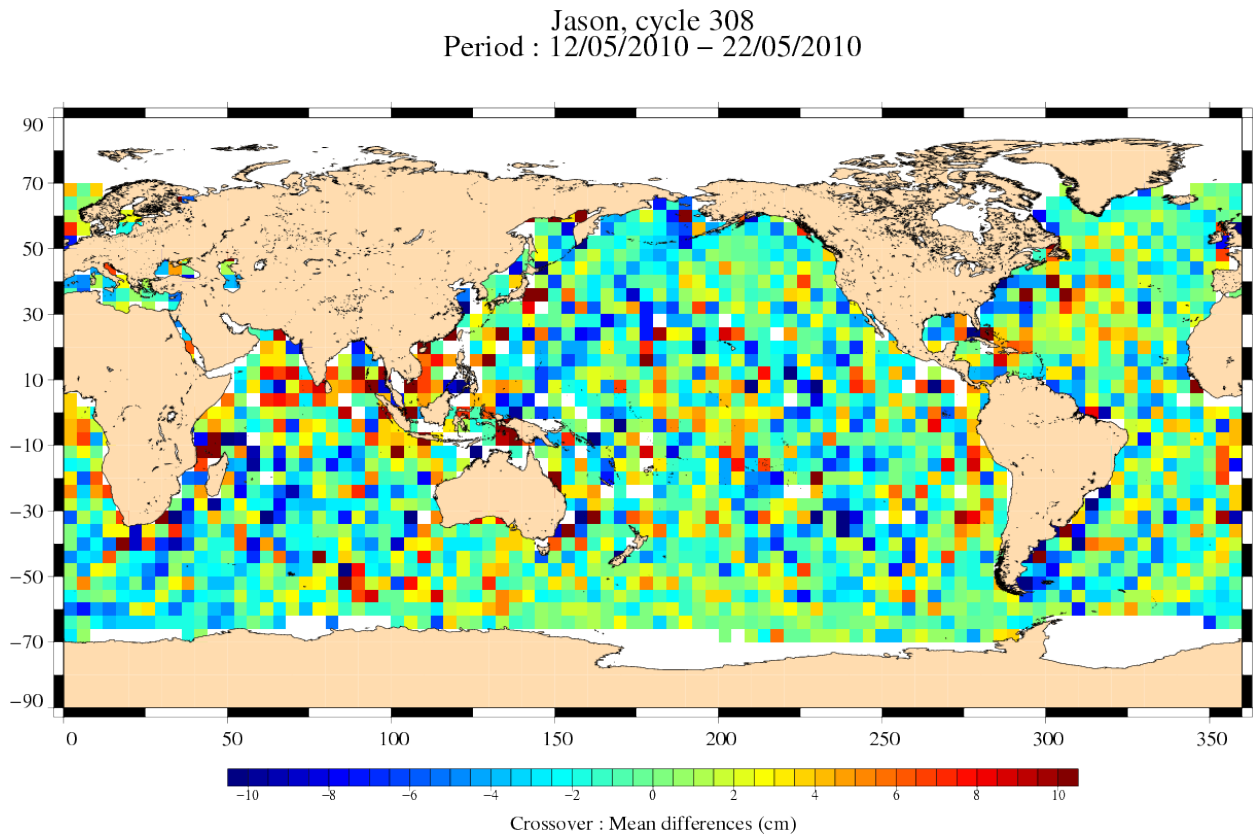 Jason, cycle 308
Period : 12/05/2010 − 22/05/2010
90
70
50
30
10
−10
−30
−50
−70
−90
0 50 100 150 200 250 300 350
−10 −8 −6 −4 −2 0 2 4 6 8 10
Crossover : Mean differences (cm)